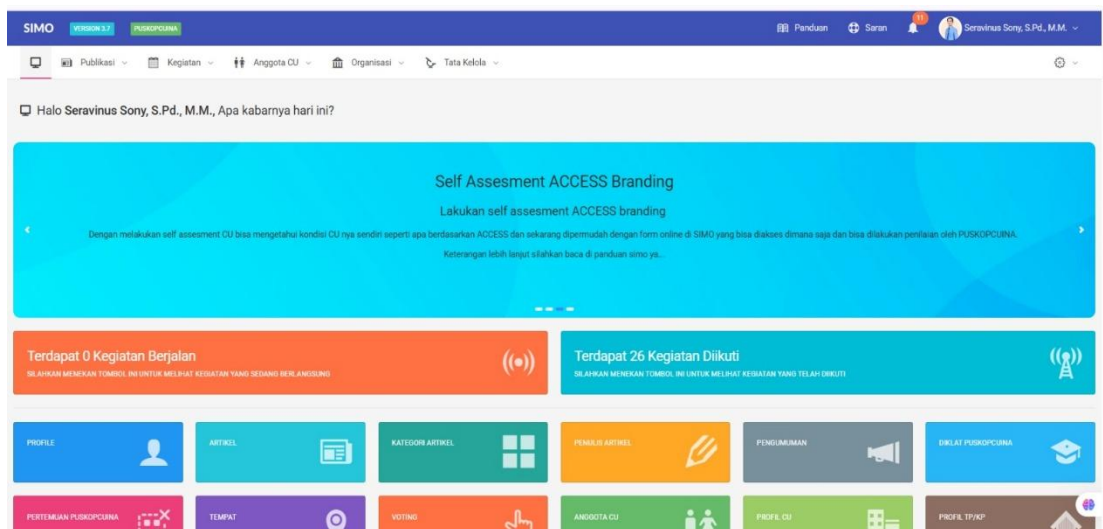 SIMO VERSION 3.7 PUSKOPCUINA Panduan Saran 11 Seravinus Sony, S.Pd., M.M.
Publikasi Kegiatan Anggota CU Organisasi Tata Kelola
Halo Seravinus Sony, S.Pd., M.M., Apa kabarnya hari ini?
Self Assesment ACCESS Branding
Lakukan self assesment ACCESS branding
Dengan melakukan self assesment CU bisa mengetahui kondisi CU nya sendiri seperti apa berdasarkan ACCESS dan sekarang dipermudah dengan form online di SIMO yang bisa diakses dimana saja dan bisa dilakukan penilaian oleh PUSKOPCUINA.
Keterangan lebih lanjut silahkan baca di panduan simo ya...
Terdapat 0 Kegiatan Berjalan
SILAHKAN MENEKAN TOMBOL INI UNTUK MELIHAT KEGIATAN YANG SEDANG BERLANGSUNG
Terdapat 26 Kegiatan Diikuti
SILAHKAN MENEKAN TOMBOL INI UNTUK MELIHAT KEGIATAN YANG TELAH DIIKUTI
PROFILE ARTIKEL KATEGORI ARTIKEL PENULIS ARTIKEL PENGUMUMAN DIKLAT PUSKOPCUINA
PERTEMUAN PUSKOPCUINA TEMPAT VOTING ANGGOTA CU PROFIL CU PROFIL TP/KP